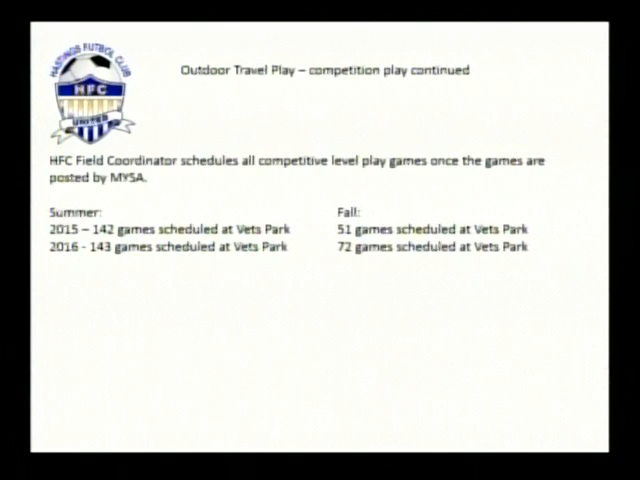 HASTINGS FUTBOL CLUB
HFC
UNITED
Outdoor Travel Play – competition play continued
HFC Field Coordinator schedules all competitive level play games once the games are
posted by MYSA.
Summer:
2015 – 142 games scheduled at Vets Park
2016 - 143 games scheduled at Vets Park
Fall:
51 games scheduled at Vets Park
72 games scheduled at Vets Park